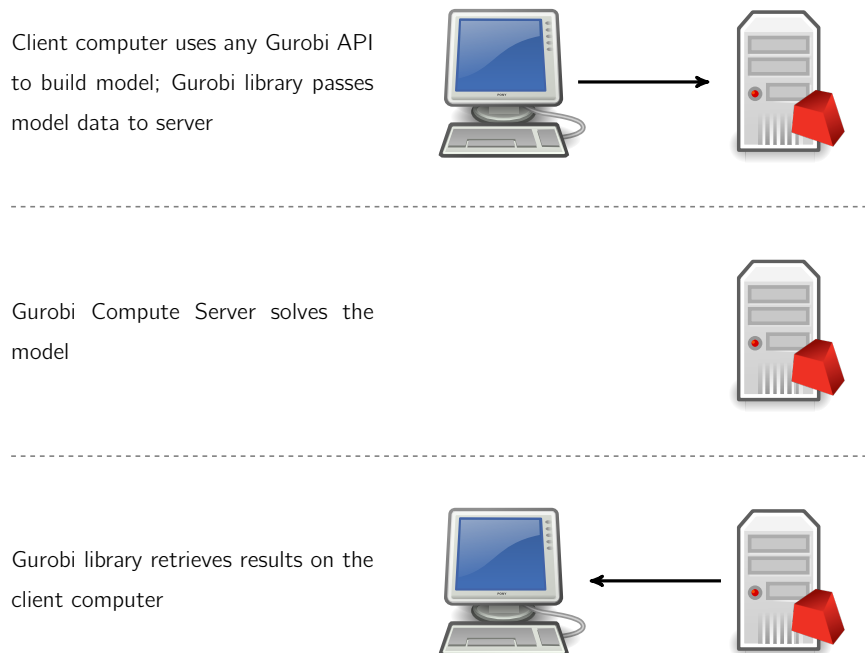 Client computer uses any Gurobi API
to build model; Gurobi library passes
model data to server
Gurobi Compute Server solves the
model
Gurobi library retrieves results on the
client computer